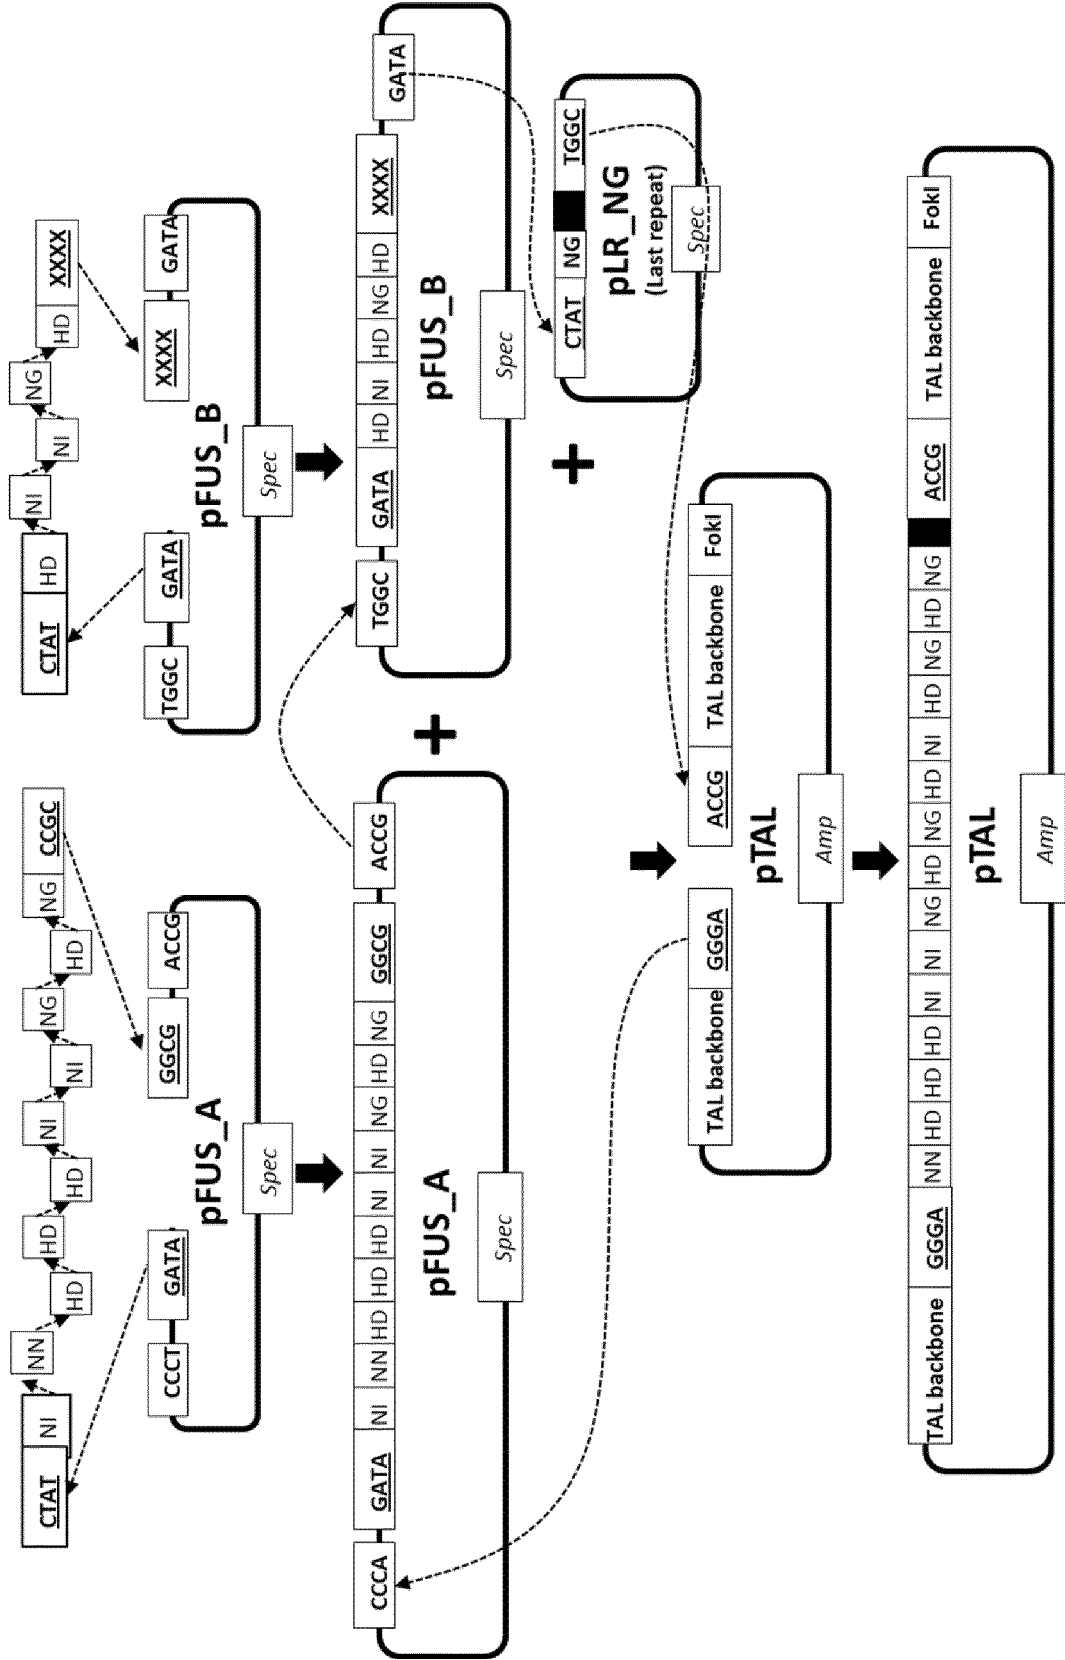 CTAT NI NN HD HD HD NI NI NG HD NG CCGC
CCCT GATA GGCG ACCG
pFUS_A
Spec
CTAT HD NI NI NG HD XXXX
TGGC GATA XXXX GATA
pFUS_B
Spec
CCCA GATA NI NN HD HD HD NI NI NG HD NG GGCG ACCG
pFUS_A
Spec
+
TGGC GATA HD NI HD NG HD XXXX GATA
pFUS_B
Spec
+
CTAT NG TGGC
pLR_NG
(Last repeat)
Spec
TAL backbone GGGA ACCG TAL backbone FokI
pTAL
Amp
TAL backbone GGGA NN HD HD HD NI NI NG HD NG HD NI HD NG HD NG ACCG TAL backbone FokI
pTAL
Amp